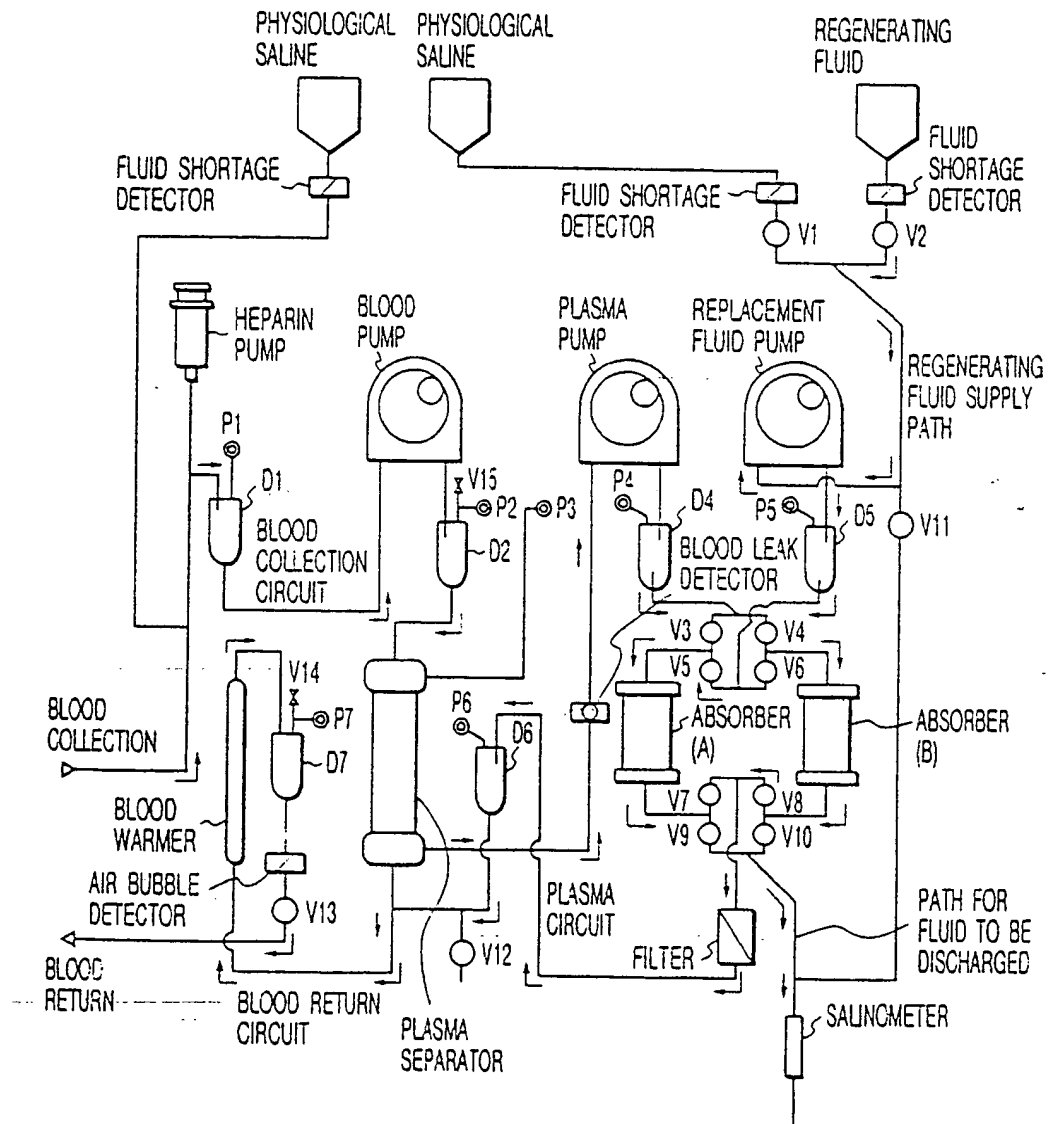 PHYSIOLOGICAL
SALINE
PHYSIOLOGICAL
SALINE
REGENERATING
FLUID
FLUID SHORTAGE
DETECTOR
FLUID SHORTAGE
DETECTOR
FLUID
SHORTAGE
DETECTOR
V1
V2
HEPARIN
PUMP
BLOOD
PUMP
PLASMA
PUMP
REPLACEMENT
FLUID PUMP
REGENERATING
FLUID SUPPLY
PATH
P1
D1
V15
P2
P3
D2
P4
D4
P5
D5
V11
BLOOD
COLLECTION
CIRCUIT
BLOOD LEAK
DETECTOR
V3
V4
V5
V6
V14
P7
D7
P6
D6
ABSORBER
(A)
ABSORBER
(B)
BLOOD
COLLECTION
BLOOD
WARMER
V7
V8
V9
V10
AIR BUBBLE
DETECTOR
V13
V12
PLASMA
CIRCUIT
FILTER
PATH FOR
FLUID TO BE
DISCHARGED
BLOOD
RETURN
BLOOD RETURN
CIRCUIT
PLASMA
SEPARATOR
SALINOMETER